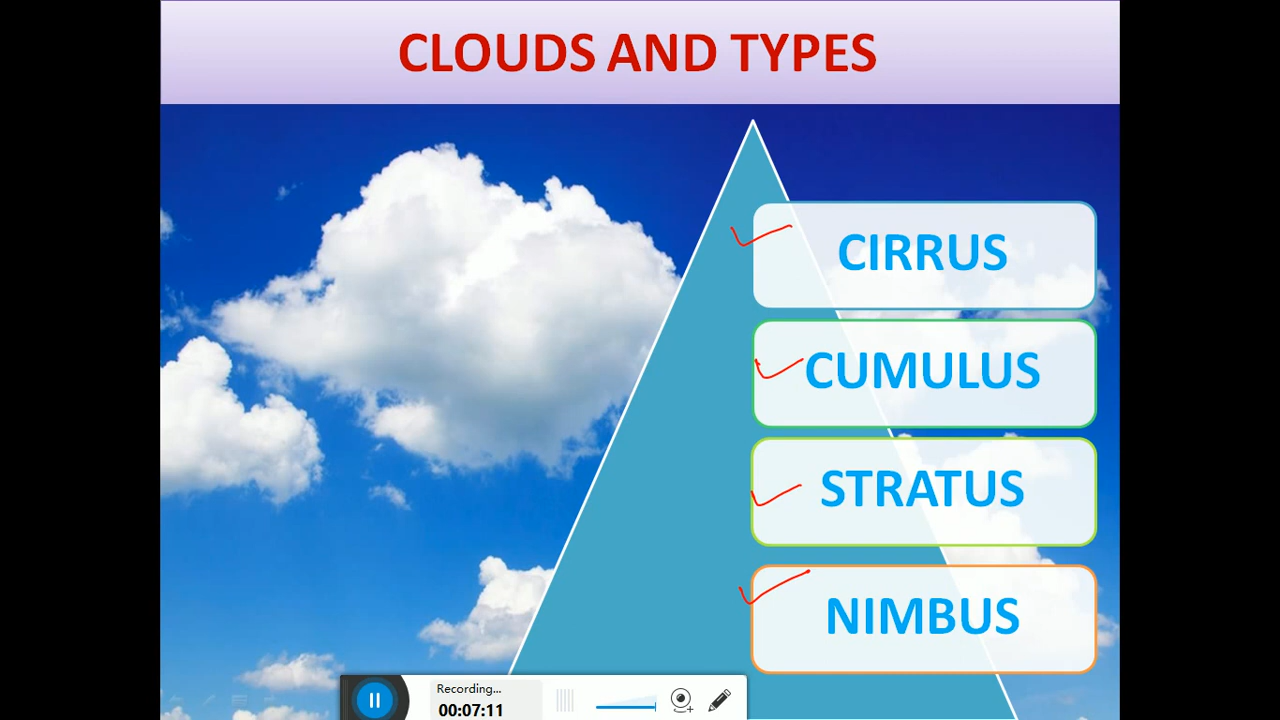 CLOUDS AND TYPES
CIRRUS
CUMULUS
STRATUS
NIMBUS
Recording...
00:07:11